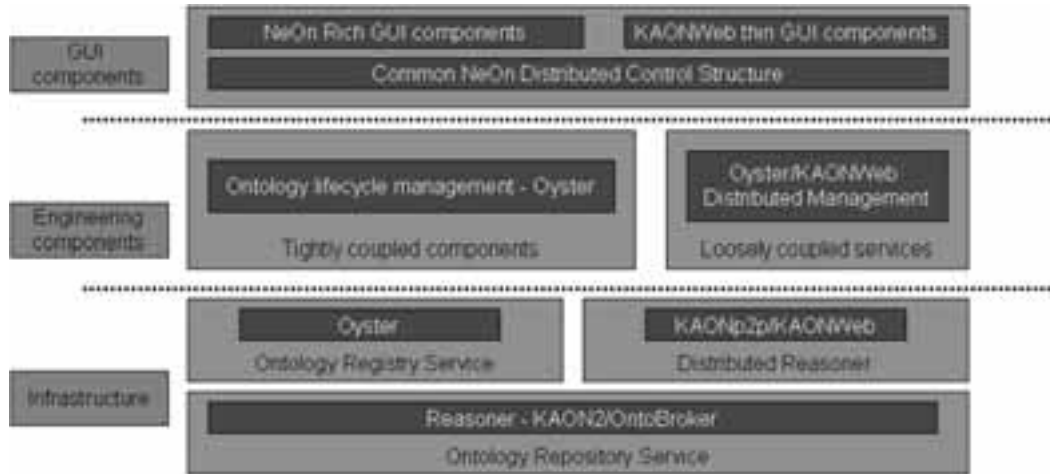 GUI
components
NeOn Rich GUI components
KAONWeb thin GUI components
Common NeOn Distributed Control Structure
Engineering
components
Ontology lifecycle management - Oyster
Tightly coupled components
Oyster/KAONWeb
Distributed Management
Loosely coupled services
Infrastructure
Oyster
Ontology Registry Service
KAONp2p/KAONWeb
Distributed Reasoner
Reasoner - KAON2/OntoBroker
Ontology Repository Service